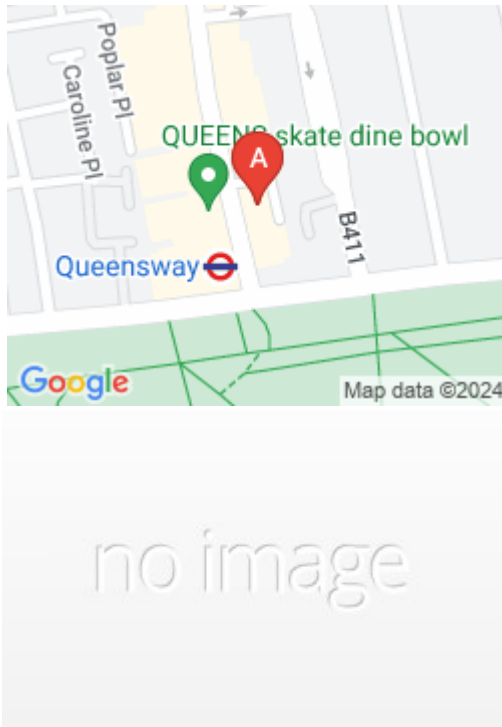 Poplar Pl
Caroline Pl
QUEENS skate dine bowl
A
B411
Queensway
Google
Map data ©2024
no image